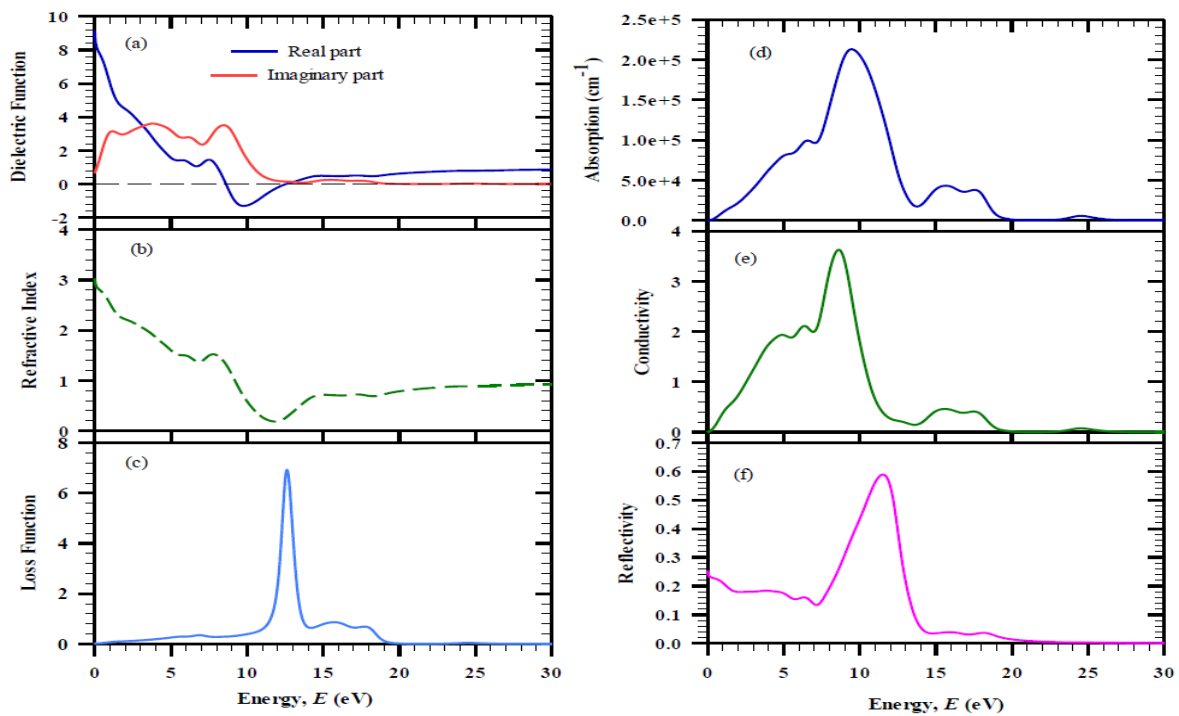 (a)
Real part
Imaginary part
Dielectric Function
10
8
6
4
2
0
-2
(b)
Refractive Index
4
3
2
1
0
(c)
Loss Function
8
6
4
2
0
0 5 10 15 20 25 30
Energy, E (eV)
(d)
Absorption (cm⁻¹)
2.5e+5
2.0e+5
1.5e+5
1.0e+5
5.0e+4
0.0
(e)
Conductivity
4
3
2
1
0
(f)
Reflectivity
0.7
0.6
0.5
0.4
0.3
0.2
0.1
0.0
0 5 10 15 20 25 30
Energy, E (eV)